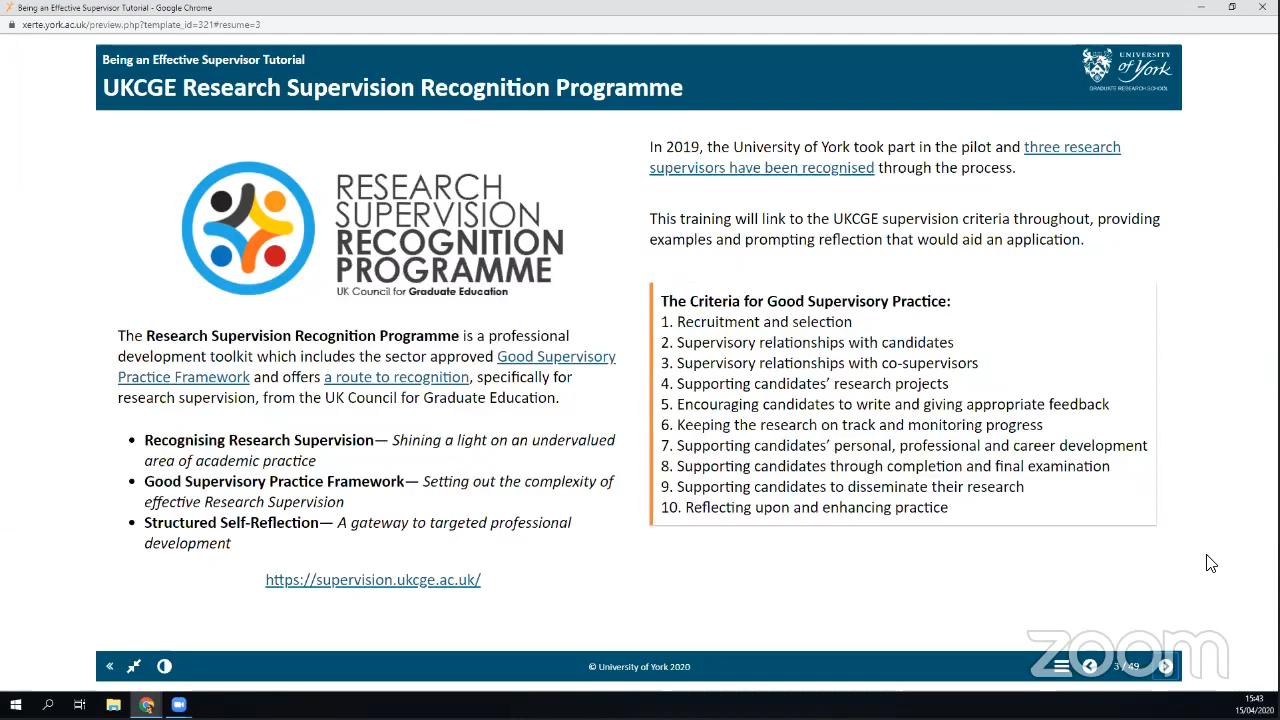 Being an Effective Supervisor Tutorial - Google Chrome
xerte.york.ac.uk/preview.php?template_id=321#resume=3
Being an Effective Supervisor Tutorial
UKCGE Research Supervision Recognition Programme
UNIVERSITY
of York
GRADUATE RESEARCH SCHOOL
RESEARCH
SUPERVISION
RECOGNITION
PROGRAMME
UK Council for Graduate Education
The Research Supervision Recognition Programme is a professional
development toolkit which includes the sector approved Good Supervisory
Practice Framework and offers a route to recognition, specifically for
research supervision, from the UK Council for Graduate Education.
• Recognising Research Supervision— Shining a light on an undervalued
area of academic practice
• Good Supervisory Practice Framework— Setting out the complexity of
effective Research Supervision
• Structured Self-Reflection— A gateway to targeted professional
development
https://supervision.ukcge.ac.uk/
In 2019, the University of York took part in the pilot and three research
supervisors have been recognised through the process.
This training will link to the UKCGE supervision criteria throughout, providing
examples and prompting reflection that would aid an application.
The Criteria for Good Supervisory Practice:
1. Recruitment and selection
2. Supervisory relationships with candidates
3. Supervisory relationships with co-supervisors
4. Supporting candidates’ research projects
5. Encouraging candidates to write and giving appropriate feedback
6. Keeping the research on track and monitoring progress
7. Supporting candidates’ personal, professional and career development
8. Supporting candidates through completion and final examination
9. Supporting candidates to disseminate their research
10. Reflecting upon and enhancing practice
zoom
© University of York 2020
3 / 49
15:43
15/04/2020